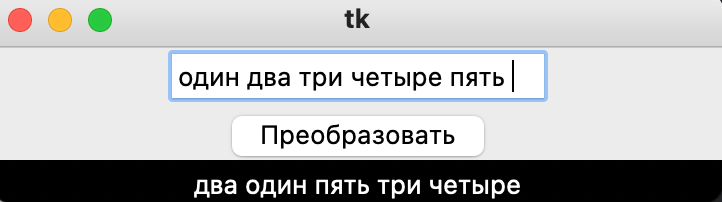 tk
один два три четыре пять
Преобразовать
два один пять три четыре